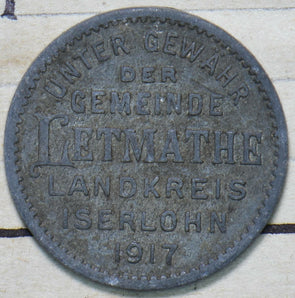 UNTER GEWÄHR
DER
GEMEINDE
LETMATHE
LANDKREIS
ISERLOHN
1917